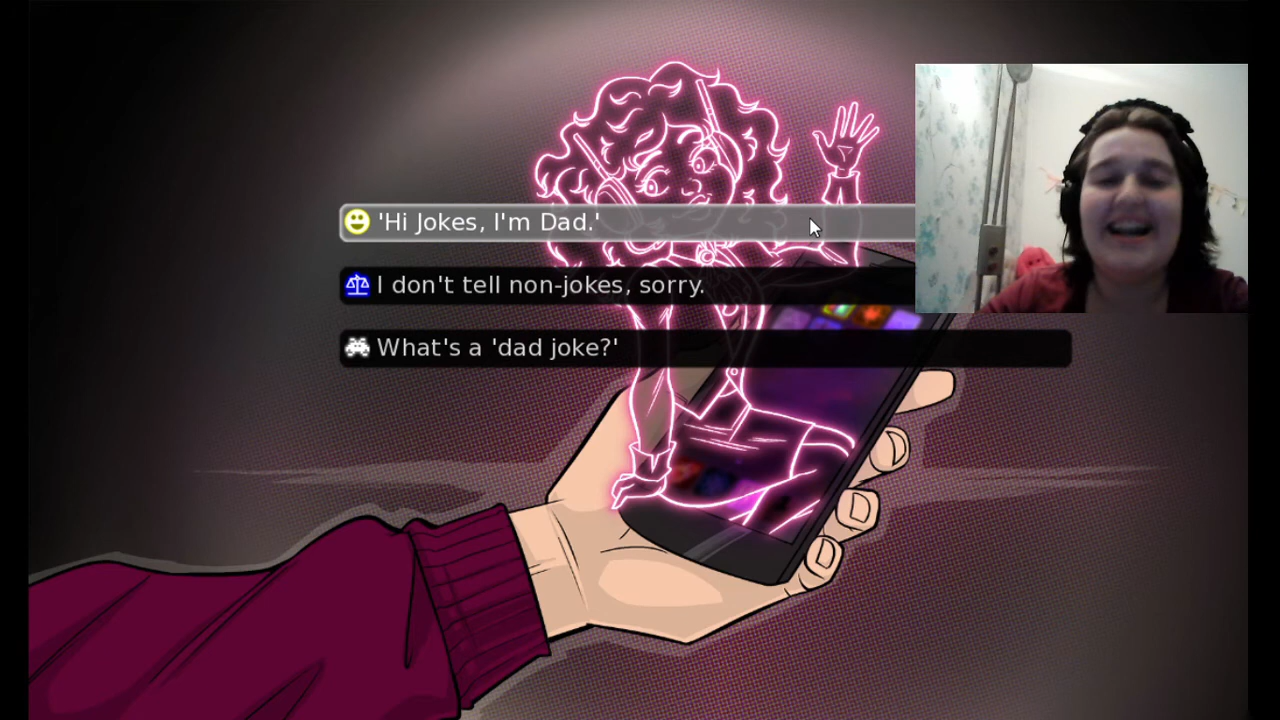 'Hi Jokes, I'm Dad.'
I don't tell non-jokes, sorry.
What's a 'dad joke?'